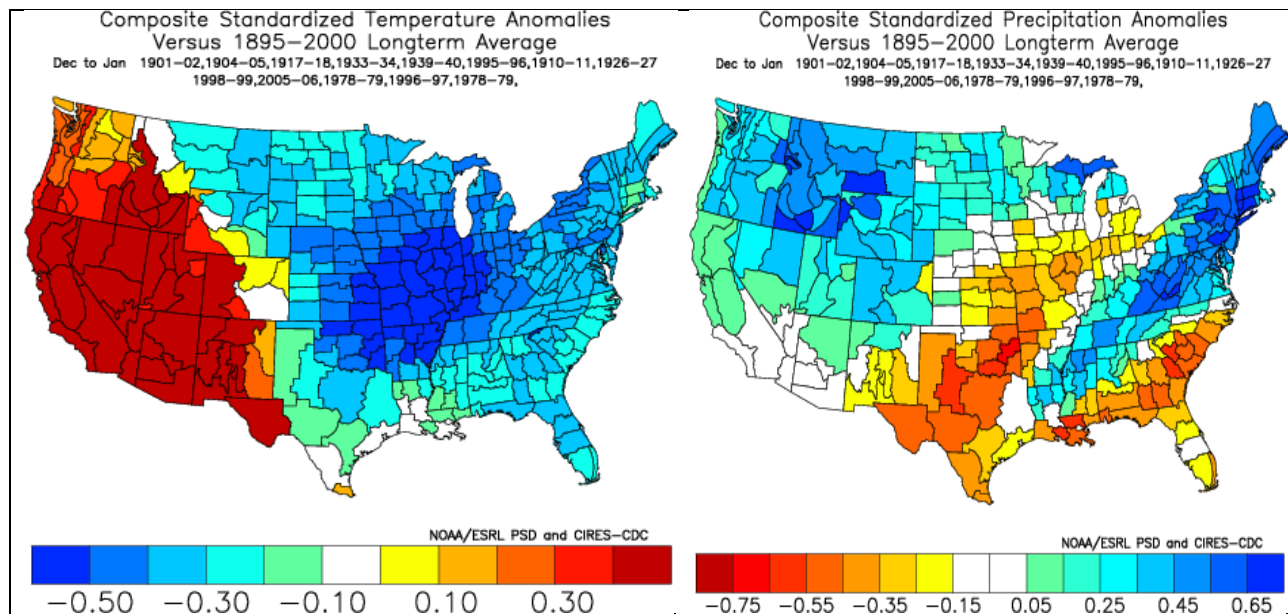 Composite Standardized Temperature Anomalies
Versus 1895-2000 Longterm Average
Dec to Jan 1901-02,1904-05,1917-18,1933-34,1939-40,1995-96,1910-11,1926-27
1998-99,2005-06,1978-79,1996-97,1978-79,
NOAA/ESRL PSD and CIRES-CDC
-0.50 -0.30 -0.10 0.10 0.30
Composite Standardized Precipitation Anomalies
Versus 1895-2000 Longterm Average
Dec to Jan 1901-02,1904-05,1917-18,1933-34,1939-40,1995-96,1910-11,1926-27
1998-99,2005-06,1978-79,1996-97,1978-79,
NOAA/ESRL PSD and CIRES-CDC
-0.75 -0.55 -0.35 -0.15 0.05 0.25 0.45 0.65